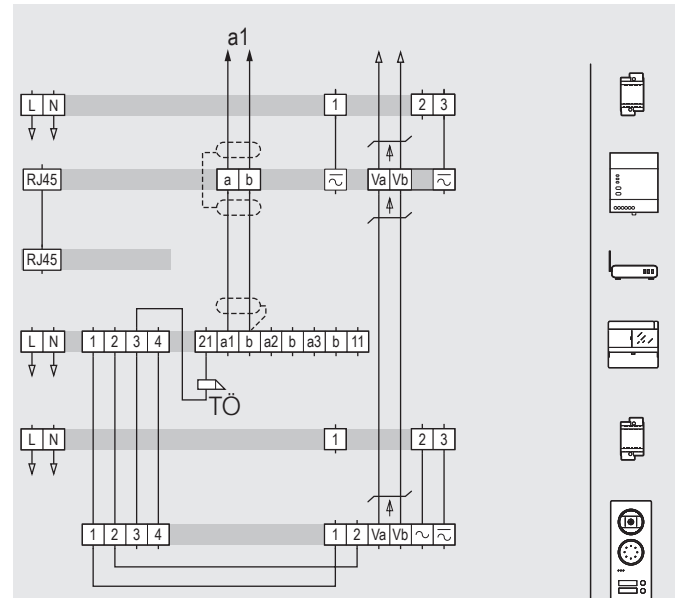 a1
L N 1 2 3
RJ45 a b Va Vb
RJ45
L N 1 2 3 4 21 a1 b a2 b a3 b 11
TÖ
L N 1 2 3
1 2 3 4 1 2 Va Vb ~